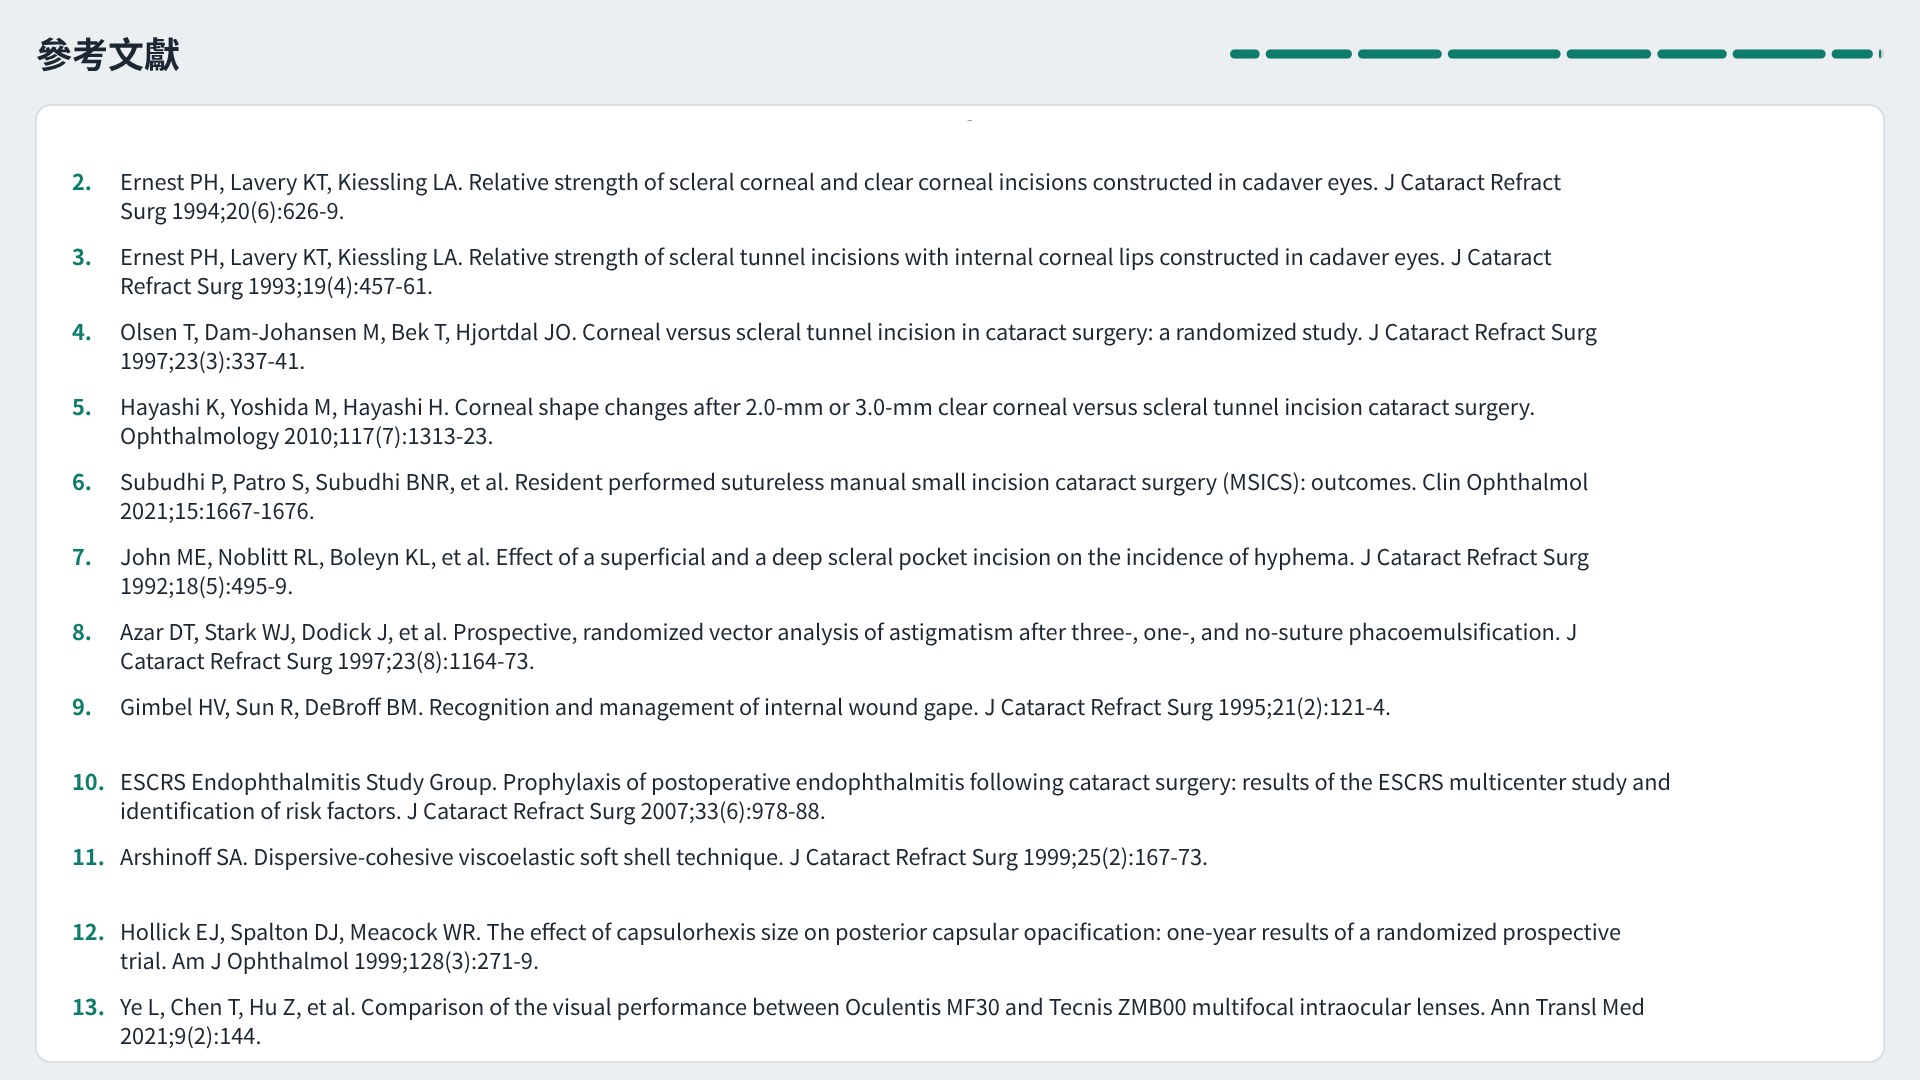 參考文獻
2. Ernest PH, Lavery KT, Kiessling LA. Relative strength of scleral corneal and clear corneal incisions constructed in cadaver eyes. J Cataract Refract
Surg 1994;20(6):626-9.
3. Ernest PH, Lavery KT, Kiessling LA. Relative strength of scleral tunnel incisions with internal corneal lips constructed in cadaver eyes. J Cataract
Refract Surg 1993;19(4):457-61.
4. Olsen T, Dam-Johansen M, Bek T, Hjortdal JO. Corneal versus scleral tunnel incision in cataract surgery: a randomized study. J Cataract Refract Surg
1997;23(3):337-41.
5. Hayashi K, Yoshida M, Hayashi H. Corneal shape changes after 2.0-mm or 3.0-mm clear corneal versus scleral tunnel incision cataract surgery.
Ophthalmology 2010;117(7):1313-23.
6. Subudhi P, Patro S, Subudhi BNR, et al. Resident performed sutureless manual small incision cataract surgery (MSICS): outcomes. Clin Ophthalmol
2021;15:1667-1676.
7. John ME, Noblitt RL, Boleyn KL, et al. Effect of a superficial and a deep scleral pocket incision on the incidence of hyphema. J Cataract Refract Surg
1992;18(5):495-9.
8. Azar DT, Stark WJ, Dodick J, et al. Prospective, randomized vector analysis of astigmatism after three-, one-, and no-suture phacoemulsification. J
Cataract Refract Surg 1997;23(8):1164-73.
9. Gimbel HV, Sun R, DeBroff BM. Recognition and management of internal wound gape. J Cataract Refract Surg 1995;21(2):121-4.
10. ESCRS Endophthalmitis Study Group. Prophylaxis of postoperative endophthalmitis following cataract surgery: results of the ESCRS multicenter study and
identification of risk factors. J Cataract Refract Surg 2007;33(6):978-88.
11. Arshinoff SA. Dispersive-cohesive viscoelastic soft shell technique. J Cataract Refract Surg 1999;25(2):167-73.
12. Hollick EJ, Spalton DJ, Meacock WR. The effect of capsulorhexis size on posterior capsular opacification: one-year results of a randomized prospective
trial. Am J Ophthalmol 1999;128(3):271-9.
13. Ye L, Chen T, Hu Z, et al. Comparison of the visual performance between Oculentis MF30 and Tecnis ZMB00 multifocal intraocular lenses. Ann Transl Med
2021;9(2):144.